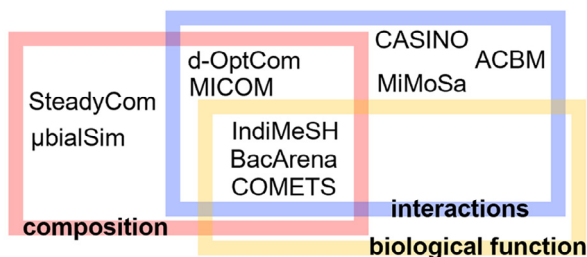 CASINO
d-OptCom
ACBM
MICOM
MiMoSa
SteadyCom
IndiMeSH
µbialSim
BacArena
COMETS
interactions
composition
biological function